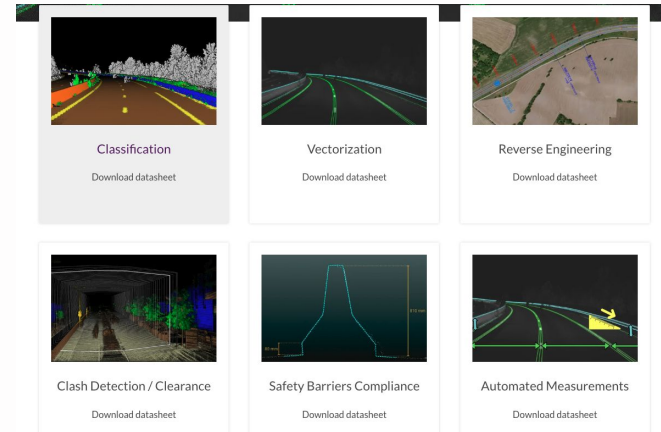 Classification
Download datasheet
Vectorization
Download datasheet
Reverse Engineering
Download datasheet
Clash Detection / Clearance
Download datasheet
Safety Barriers Compliance
Download datasheet
Automated Measurements
Download datasheet